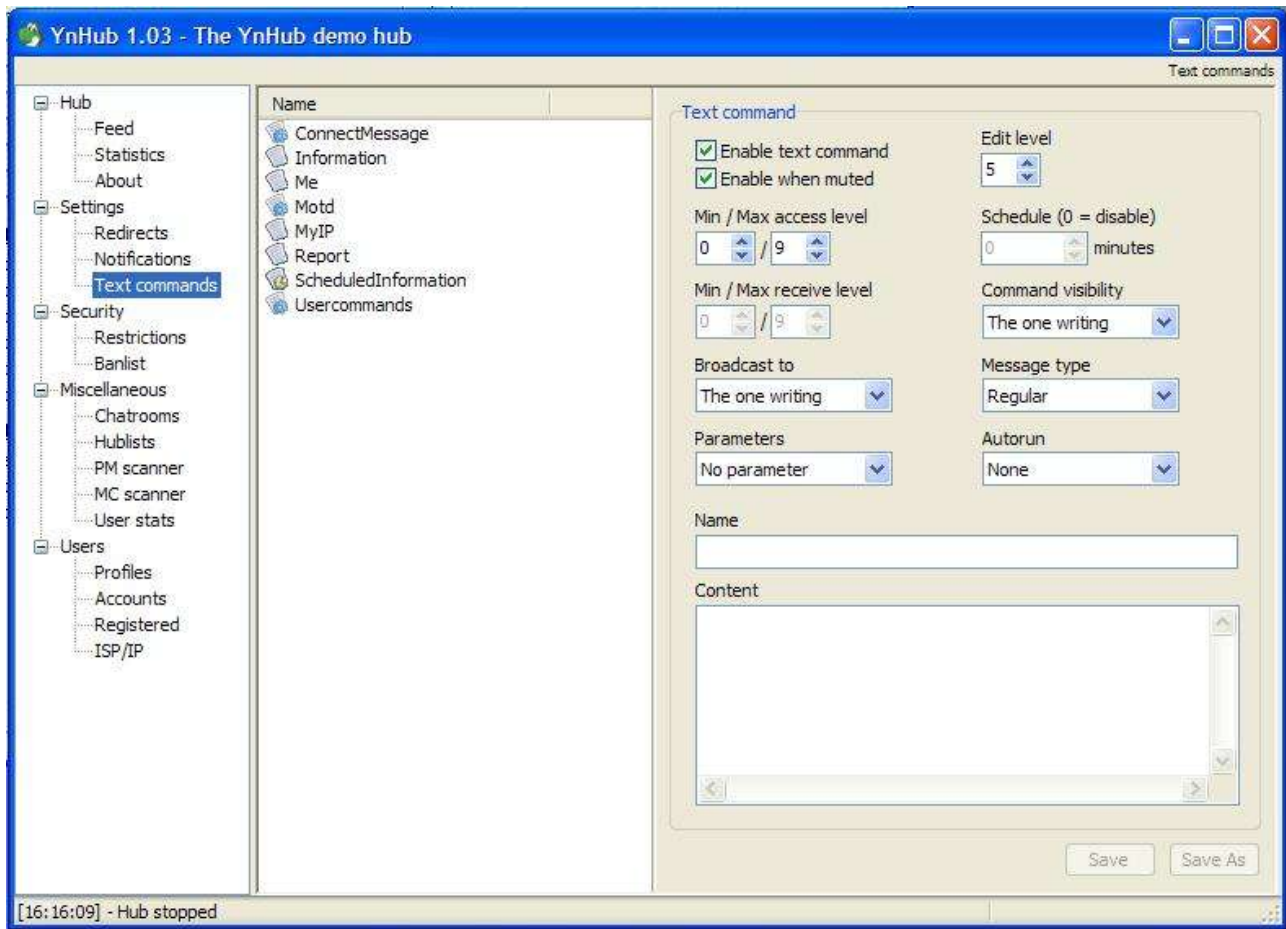 YnHub 1.03 - The YnHub demo hub
Text commands
Hub
Feed
Statistics
About
Settings
Redirects
Notifications
Text commands
Security
Restrictions
Banlist
Miscellaneous
Chatrooms
Hublists
PM scanner
MC scanner
User stats
Users
Profiles
Accounts
Registered
ISP/IP
Name
ConnectMessage
Information
Me
Motd
MyIP
Report
ScheduledInformation
Usercommands
Text command
Enable text command
Enable when muted
Edit level
5
Min / Max access level
0 / 9
Schedule (0 = disable)
0 minutes
Min / Max receive level
0 / 9
Command visibility
The one writing
Broadcast to
The one writing
Message type
Regular
Parameters
No parameter
Autorun
None
Name
Content
Save
Save As
[16:16:09] - Hub stopped